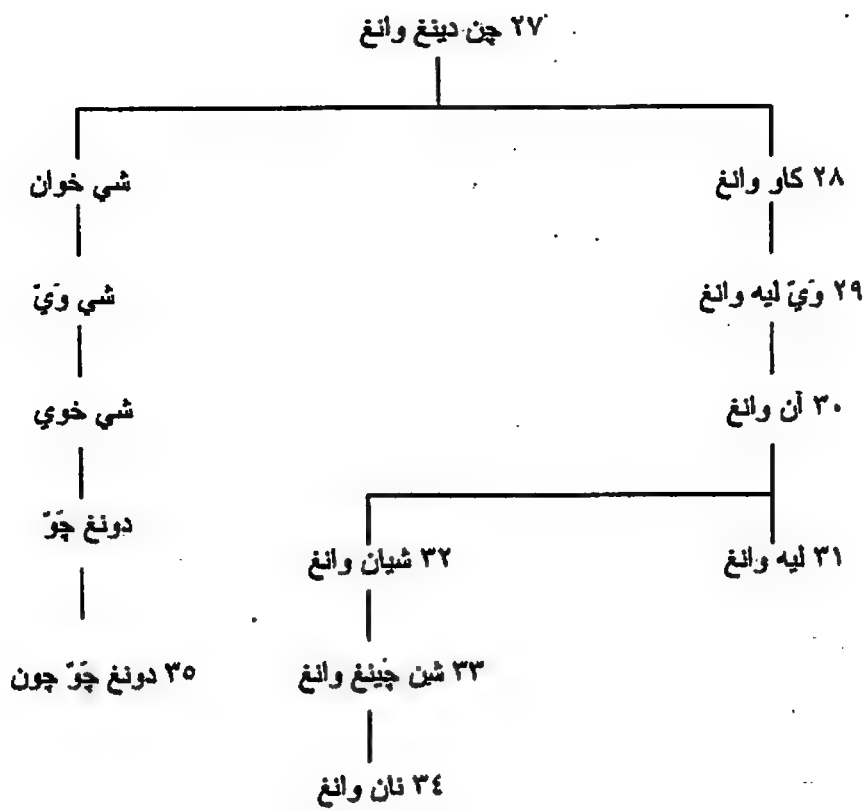 ٢٧ چن دينغ وانغ
٢٨ كاو وانغ
شي خوان
٢٩ وَيّ ليه وانغ
شي وَيّ
٣٠ آن وانغ
شي خوي
دونغ چَوّ
٣١ ليه وانغ
٣٢ شيان وانغ
٣٣ شن چَينغ وانغ
٣٥ دونغ چَوّ چون
٣٤ نان وانغ